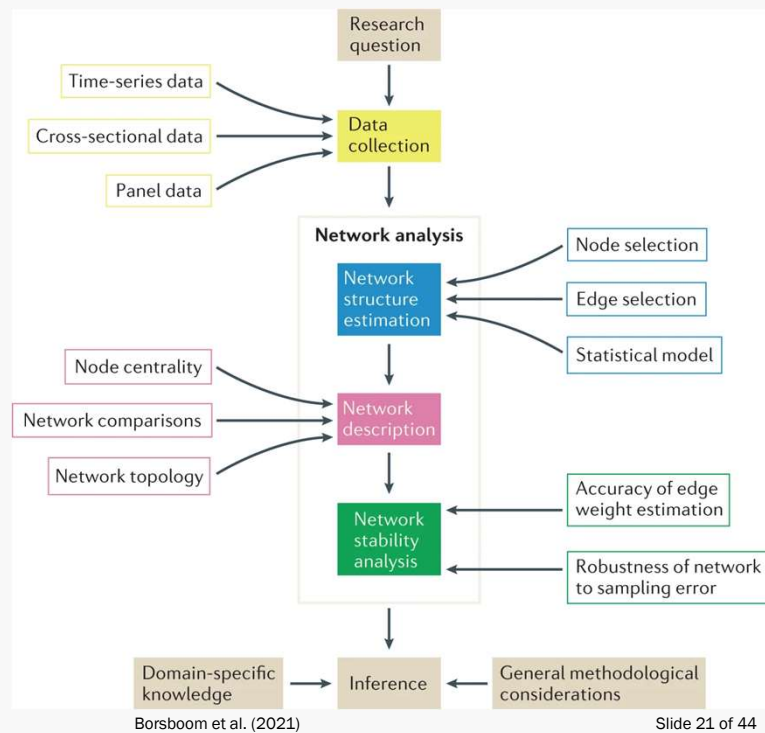 Research
question
Time-series data
Cross-sectional data
Panel data
Data
collection
Network analysis
Network
structure
estimation
Node selection
Edge selection
Statistical model
Node centrality
Network comparisons
Network topology
Network
description
Network
stability
analysis
Accuracy of edge
weight estimation
Robustness of network
to sampling error
Domain-specific
knowledge
Inference
General methodological
considerations
Borsboom et al. (2021)
Slide 21 of 44